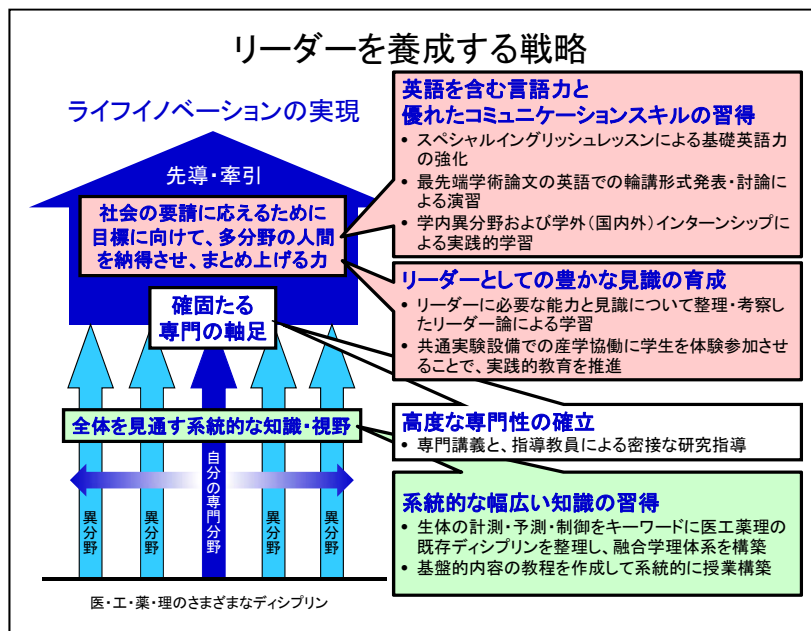 リーダーを養成する戦略
ライフイノベーションの実現
先導・牽引
社会の要請に応えるために
目標に向けて、多分野の人間
を納得させ、まとめ上げる力
確固たる
専門の軸足
全体を見通す系統的な知識・視野
異分野
異分野
自分の専門分野
異分野
異分野
医・工・薬・理のさまざまなディシプリン
英語を含む言語力と
優れたコミュニケーションスキルの習得
• スペシャルイングリッシュレッスンによる基礎英語力
の強化
• 最先端学術論文の英語での輪講形式発表・討論
による演習
• 学内異分野および学外(国内外)インターンシップ
による実践的学習
リーダーとしての豊かな見識の育成
• リーダーに必要な能力と見識について整理・考察し
たリーダー論による学習
• 共通実験設備での産学協働に学生を体験参加させ
ることで、実践的教育を推進
高度な専門性の確立
• 専門講義と、指導教員による密接な研究指導
系統的な幅広い知識の習得
• 生体の計測・予測・制御をキーワードに医工薬理の
既存ディシプリンを整理し、融合学理体系を構築
• 基盤的内容の教程を作成して系統的に授業構築